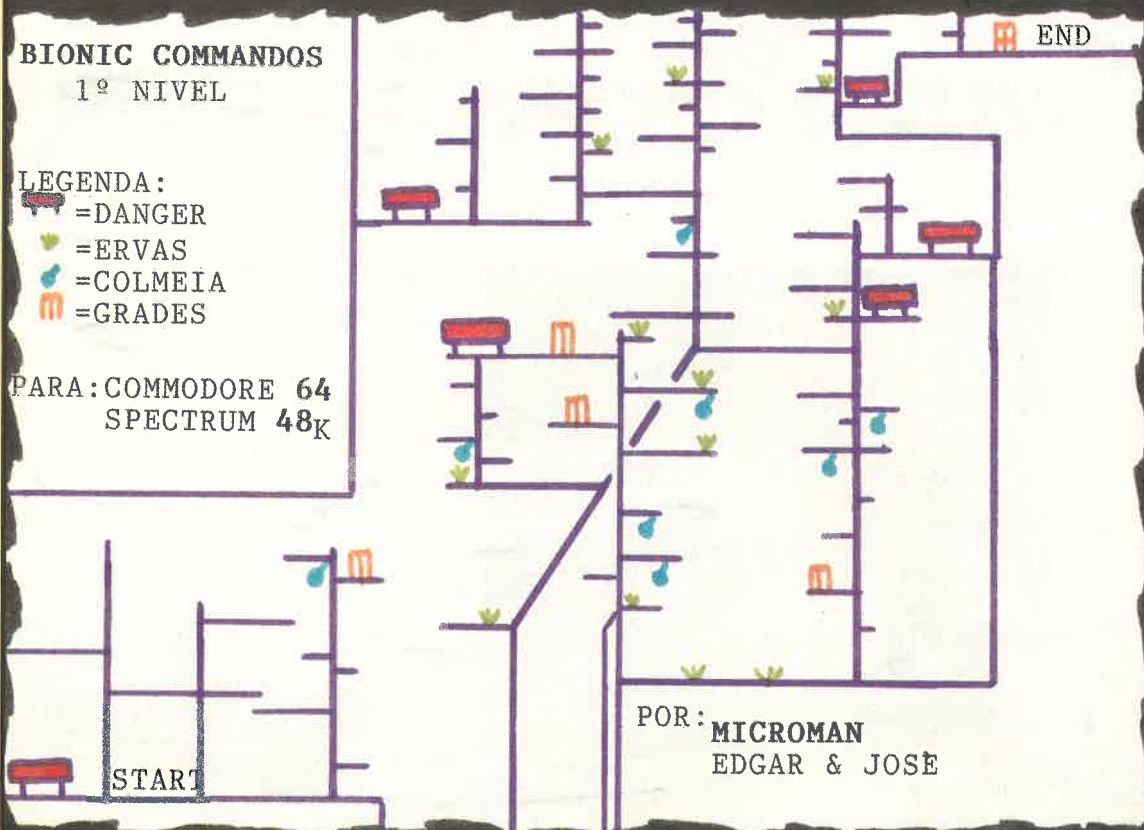 BIONIC COMMANDOS
1º NIVEL
LEGENDA:
=DANGER
=ERVAS
=COLMEIA
=GRADES
PARA: COMMODORE 64
SPECTRUM 48K
END
START
POR: MICROMAN
EDGAR & JOSÈ